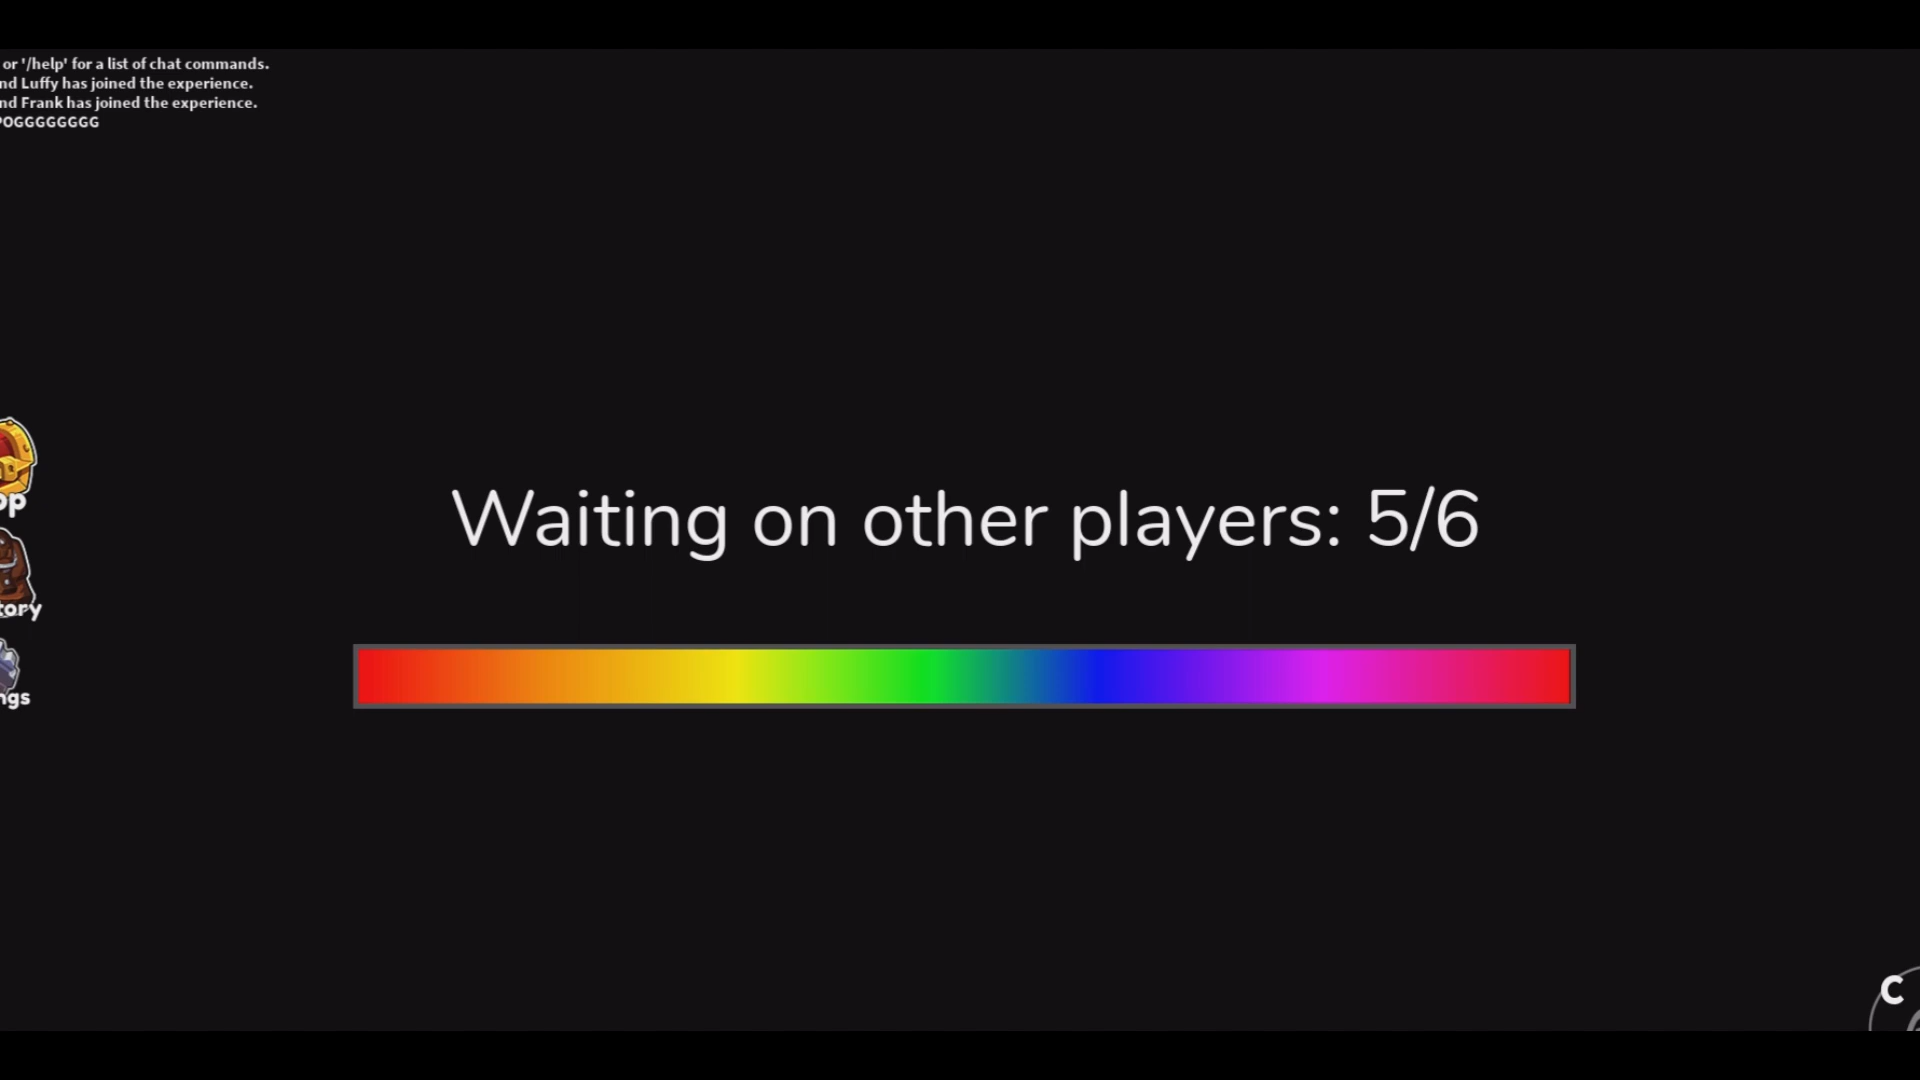 or '/help' for a list of chat commands.
nd Luffy has joined the experience.
nd Frank has joined the experience.
OGGGGGGGG
op
tory
ngs
Waiting on other players: 5/6
C